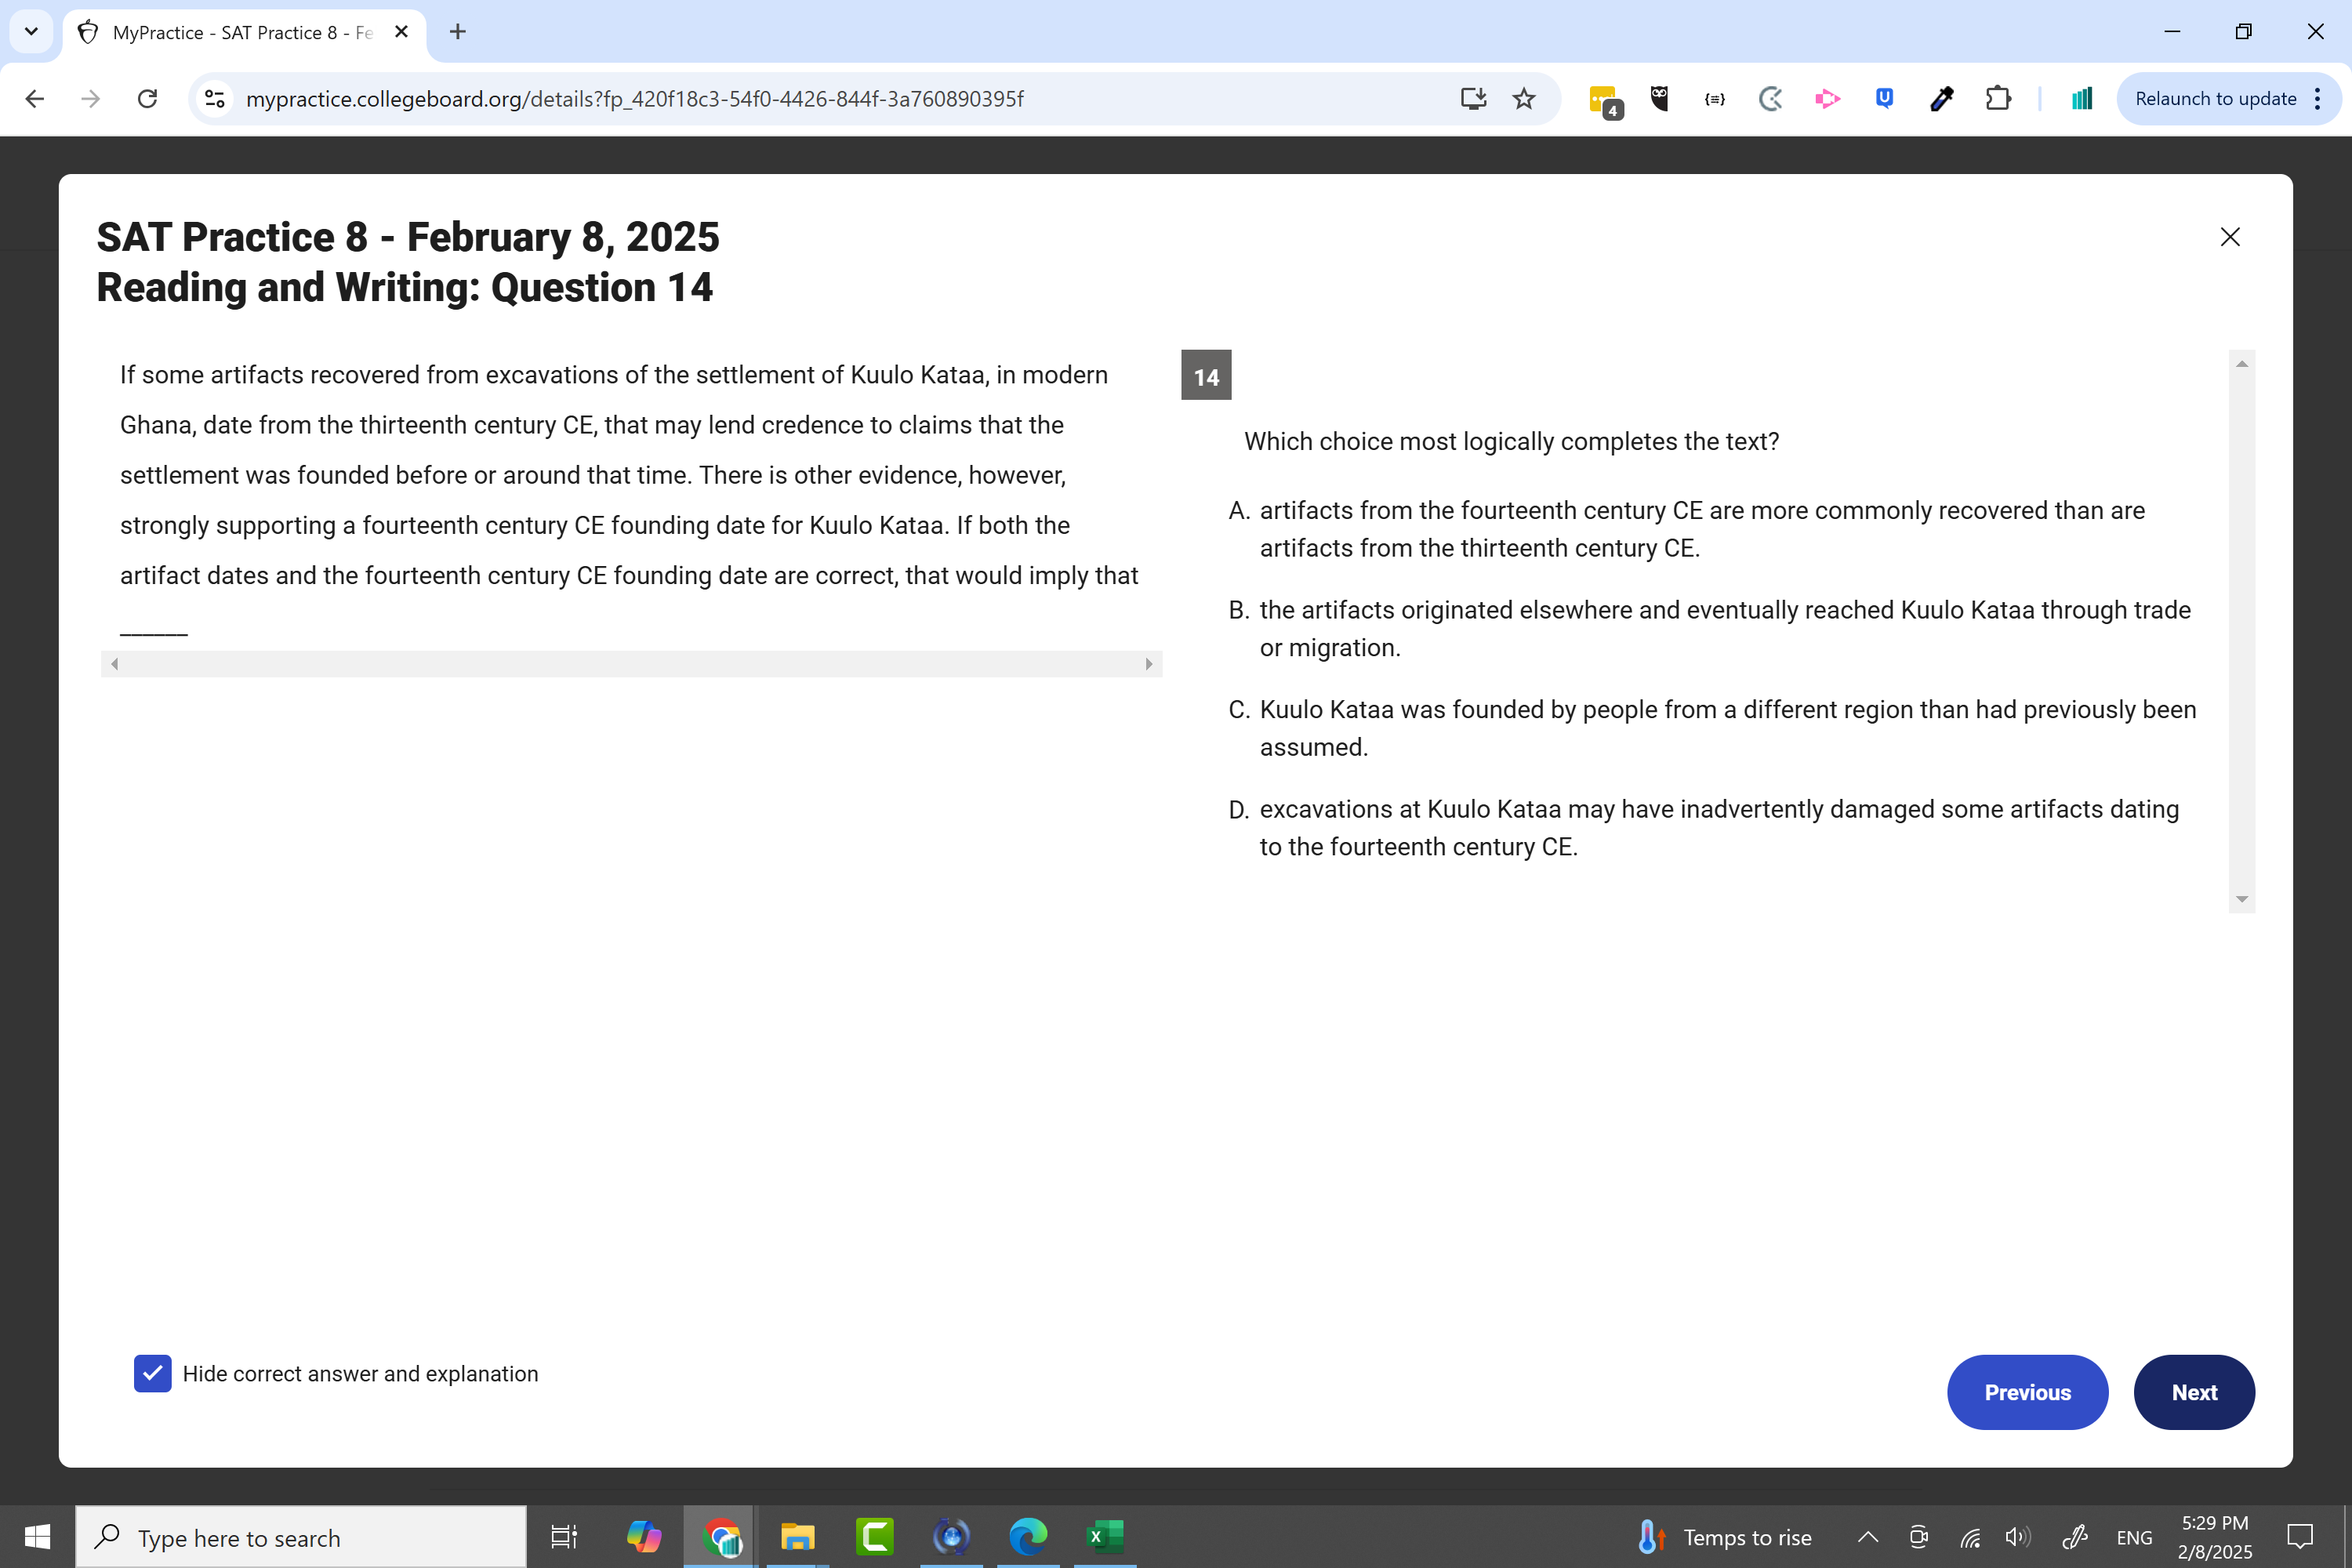 MyPractice - SAT Practice 8 - Fe
mypractice.collegeboard.org/details?fp_420f18c3-54f0-4426-844f-3a760890395f
4
Relaunch to update
SAT Practice 8 - February 8, 2025
Reading and Writing: Question 14
If some artifacts recovered from excavations of the settlement of Kuulo Kataa, in modern
Ghana, date from the thirteenth century CE, that may lend credence to claims that the
settlement was founded before or around that time. There is other evidence, however,
strongly supporting a fourteenth century CE founding date for Kuulo Kataa. If both the
artifact dates and the fourteenth century CE founding date are correct, that would imply that
______
14
Which choice most logically completes the text?
A. artifacts from the fourteenth century CE are more commonly recovered than are
artifacts from the thirteenth century CE.
B. the artifacts originated elsewhere and eventually reached Kuulo Kataa through trade
or migration.
C. Kuulo Kataa was founded by people from a different region than had previously been
assumed.
D. excavations at Kuulo Kataa may have inadvertently damaged some artifacts dating
to the fourteenth century CE.
Hide correct answer and explanation
Previous
Next
Type here to search
Temps to rise
ENG
5:29 PM
2/8/2025